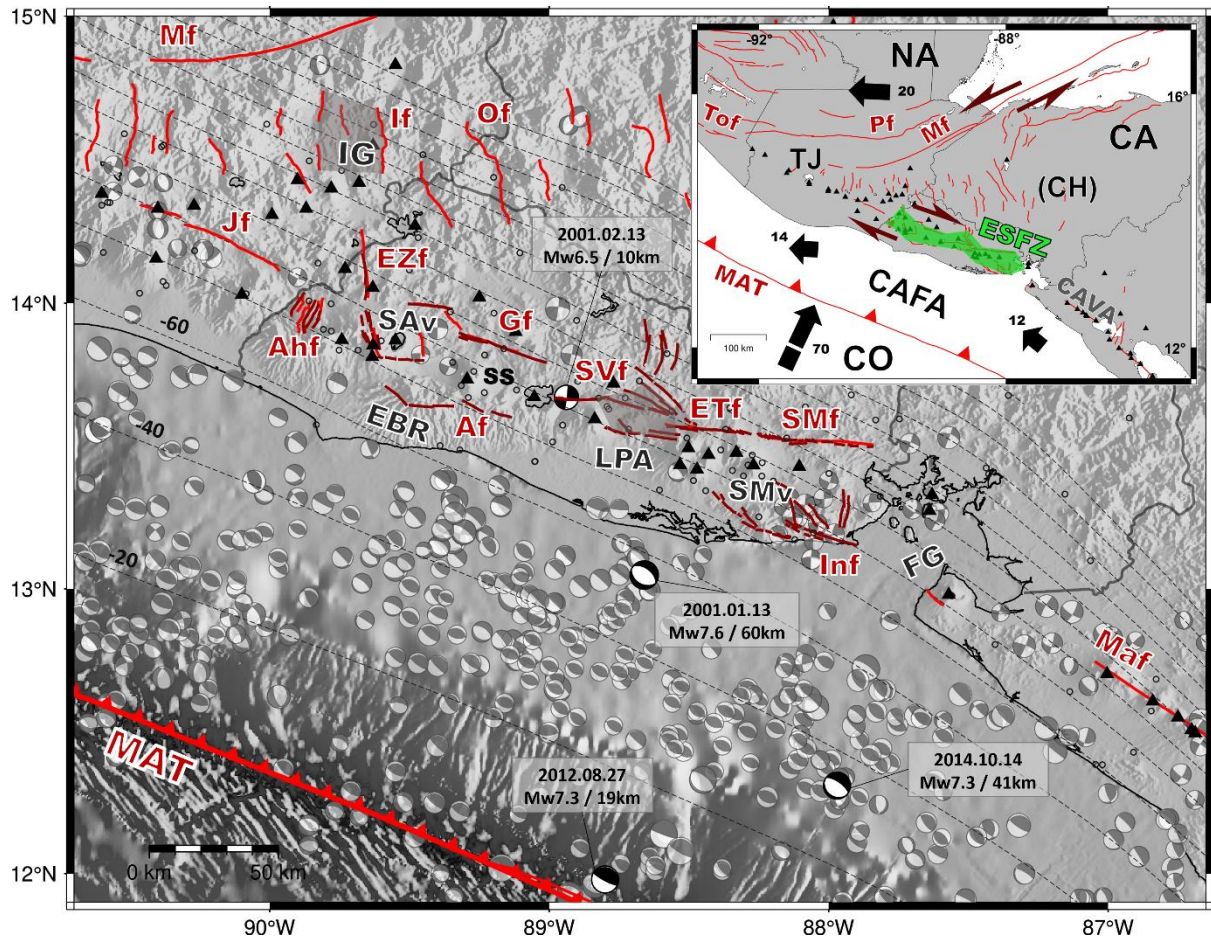 15°N
14°N
13°N
12°N
90°W
89°W
88°W
87°W
Mf
If
Of
IG
Jf
EZf
2001.02.13
Mw6.5 / 10km
-60
Ahf
SAv
Gf
SS
SVf
ETf
SMf
EBR
Af
LPA
-40
SMv
-20
Inf
FG
2001.01.13
Mw7.6 / 60km
Maf
MAT
2012.08.27
Mw7.3 / 19km
2014.10.14
Mw7.3 / 41km
0 km
50 km
-92°
-88°
NA
20
16°
Tof
Pf
Mf
CA
TJ
(CH)
14
ESFZ
MAT
CAFA
CAVA
12
100 km
70
CO
12°